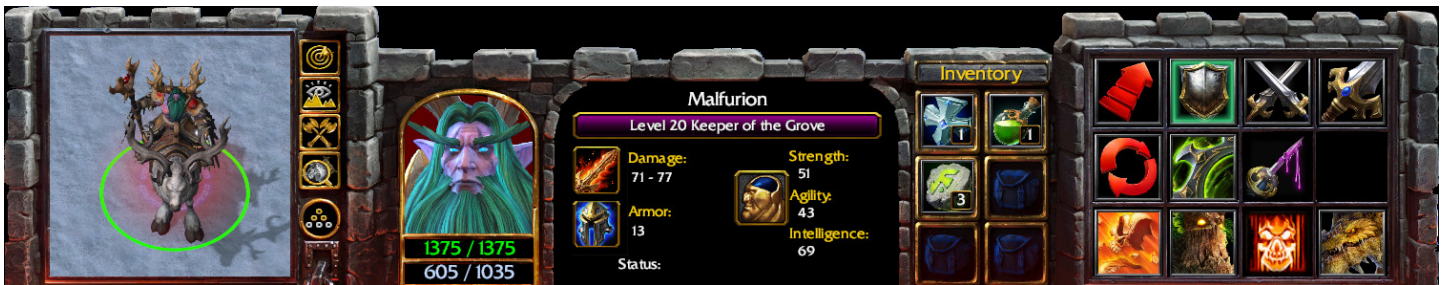 Malfurion
Level 20 Keeper of the Grove
Damage:
71 - 77
Armor:
13
Status:
Strength:
51
Agility:
43
Intelligence:
69
1375 / 1375
605 / 1035
Inventory
1
1
3